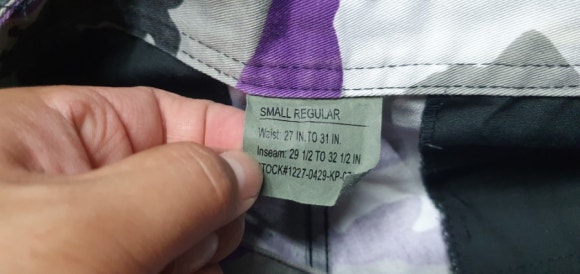 SMALL REGULAR
Waist: 27 IN. TO 31 IN.
Inseam: 29 1/2 TO 32 1/2 IN
STOCK#1227-0429-KP-